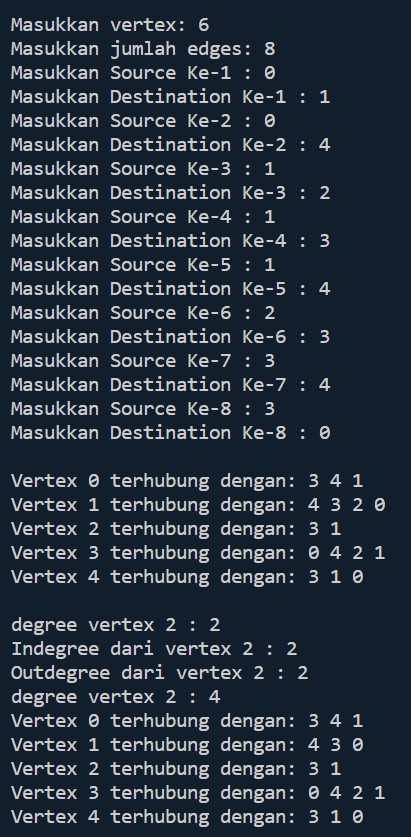 Masukkan vertex: 6
Masukkan jumlah edges: 8
Masukkan Source Ke-1 : 0
Masukkan Destination Ke-1 : 1
Masukkan Source Ke-2 : 0
Masukkan Destination Ke-2 : 4
Masukkan Source Ke-3 : 1
Masukkan Destination Ke-3 : 2
Masukkan Source Ke-4 : 1
Masukkan Destination Ke-4 : 3
Masukkan Source Ke-5 : 1
Masukkan Destination Ke-5 : 4
Masukkan Source Ke-6 : 2
Masukkan Destination Ke-6 : 3
Masukkan Source Ke-7 : 3
Masukkan Destination Ke-7 : 4
Masukkan Source Ke-8 : 3
Masukkan Destination Ke-8 : 0
Vertex 0 terhubung dengan: 3 4 1
Vertex 1 terhubung dengan: 4 3 2 0
Vertex 2 terhubung dengan: 3 1
Vertex 3 terhubung dengan: 0 4 2 1
Vertex 4 terhubung dengan: 3 1 0
degree vertex 2 : 2
Indegree dari vertex 2 : 2
Outdegree dari vertex 2 : 2
degree vertex 2 : 4
Vertex 0 terhubung dengan: 3 4 1
Vertex 1 terhubung dengan: 4 3 0
Vertex 2 terhubung dengan: 3 1
Vertex 3 terhubung dengan: 0 4 2 1
Vertex 4 terhubung dengan: 3 1 0